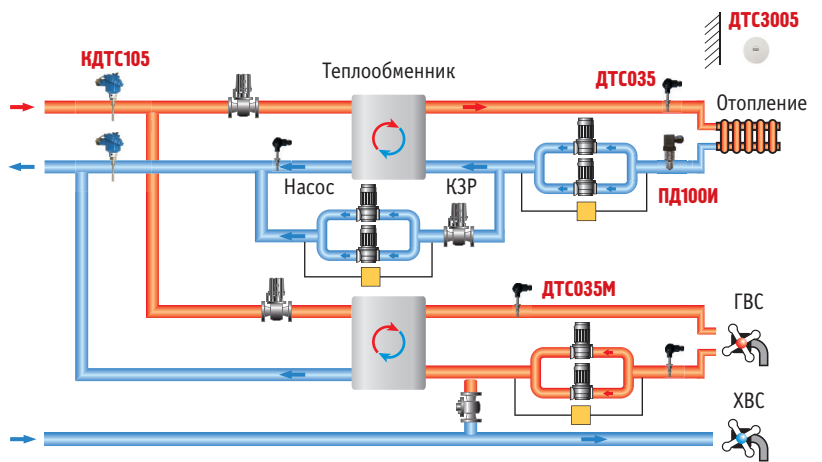 ДТС3005
КДТС105
Теплообменник
ДТС035
Отопление
Насос
КЗР
ПД100И
ДТС035М
ГВС
ХВС